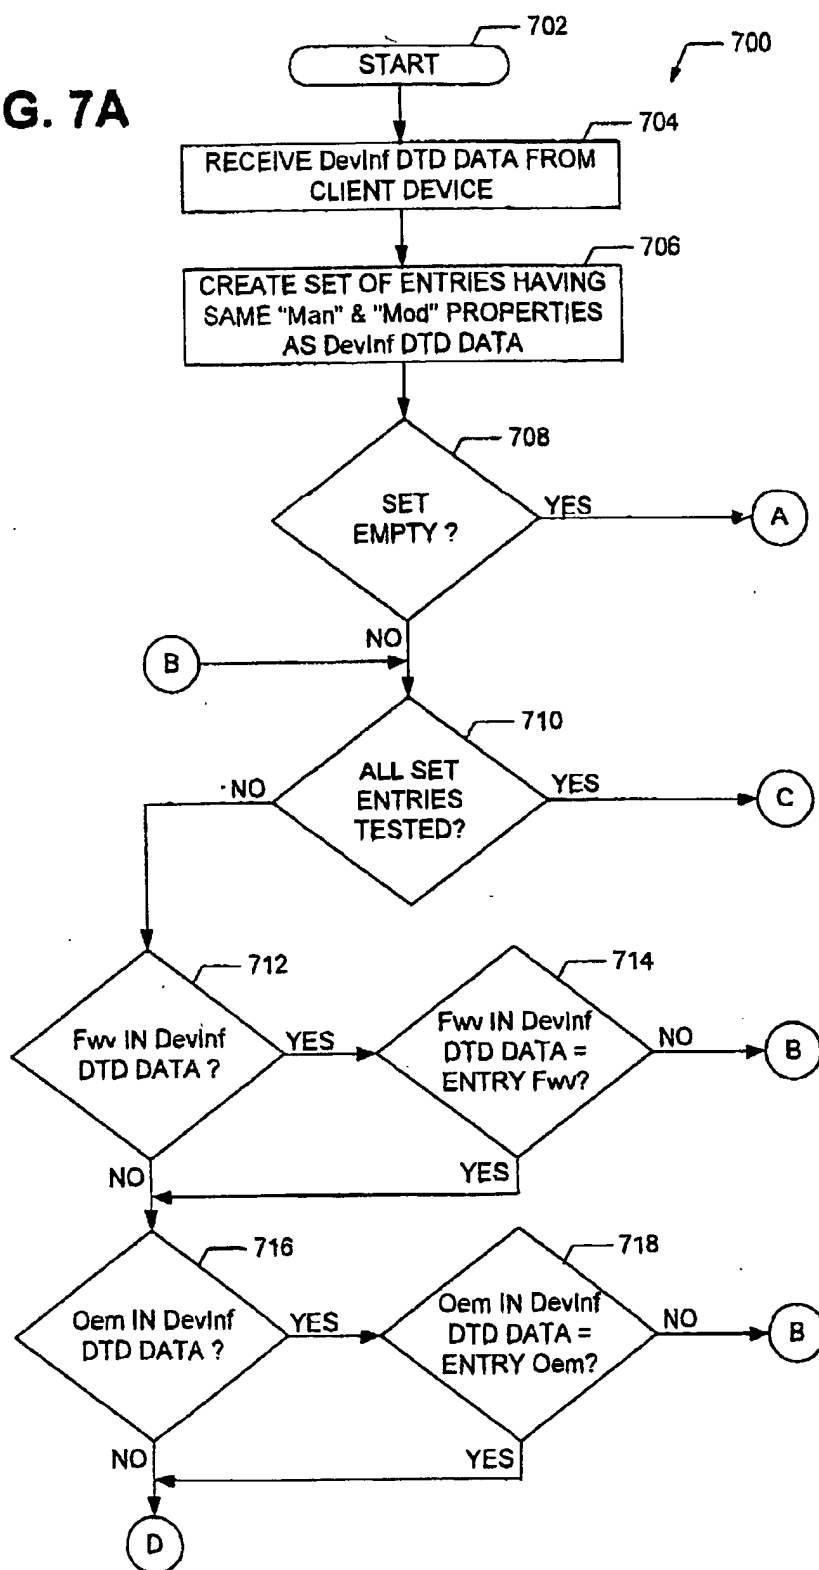 702
START
700
G. 7A
704
RECEIVE DevInf DTD DATA FROM
CLIENT DEVICE
706
CREATE SET OF ENTRIES HAVING
SAME "Man" & "Mod" PROPERTIES
AS DevInf DTD DATA
708
SET
EMPTY ?
YES
A
NO
B
710
ALL SET
ENTRIES
TESTED?
NO
YES
C
712
Fwv IN DevInf
DTD DATA ?
YES
714
Fwv IN DevInf
DTD DATA =
ENTRY Fwv?
NO
B
NO
YES
716
Oem IN DevInf
DTD DATA ?
YES
718
Oem IN DevInf
DTD DATA =
ENTRY Oem?
NO
B
NO
YES
D